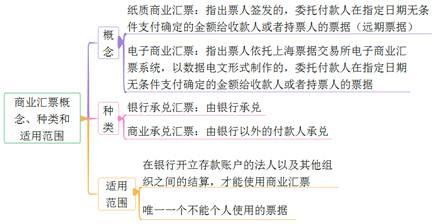 纸质商业汇票：指出票人签发的，委托付款人在指定日期无条
件支付确定的金额给收款人或者持票人的票据（远期票据）
概
念
电子商业汇票：指出票人依托上海票据交易所电子商业汇
票系统，以数据电文形式制作的，委托付款人在指定日期
无条件支付确定的金额给收款人或者持票人的票据
商业汇票概
念、种类和
适用范围
种
类
银行承兑汇票：由银行承兑
商业承兑汇票：由银行以外的付款人承兑
适用
范围
在银行开立存款账户的法人以及其他组
织之间的结算，才能使用商业汇票
唯一一个不能个人使用的票据